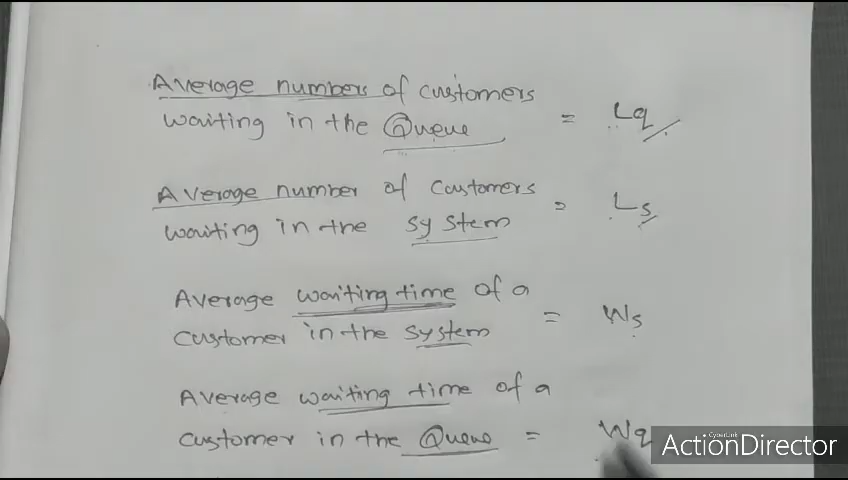 Average numbers of customers
waiting in the Queue = Lq
Average number of customers
waiting in the system = Ls
Average waiting time of a
customer in the system = Ws
Average waiting time of a
customer in the Queue = Wq
CyberLink
ActionDirector